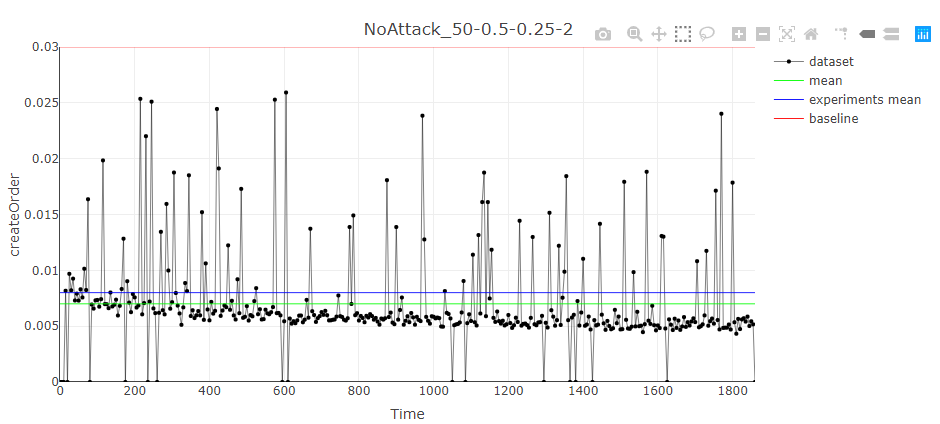 NoAttack_50-0.5-0.25-2
0.03
0.025
0.02
0.015
0.01
0.005
0
createOrder
0 200 400 600 800 1000 1200 1400 1600 1800
Time
dataset
mean
experiments mean
baseline